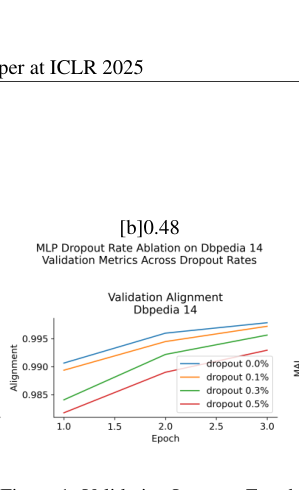 per at ICLR 2025
[b]0.48
MLP Dropout Rate Ablation on Dbpedia 14
Validation Metrics Across Dropout Rates
Validation Alignment
Dbpedia 14
0.995
0.990
0.985
Alignment
dropout 0.0%
dropout 0.1%
dropout 0.3%
dropout 0.5%
1.0 1.5 2.0 2.5 3.0
Epoch